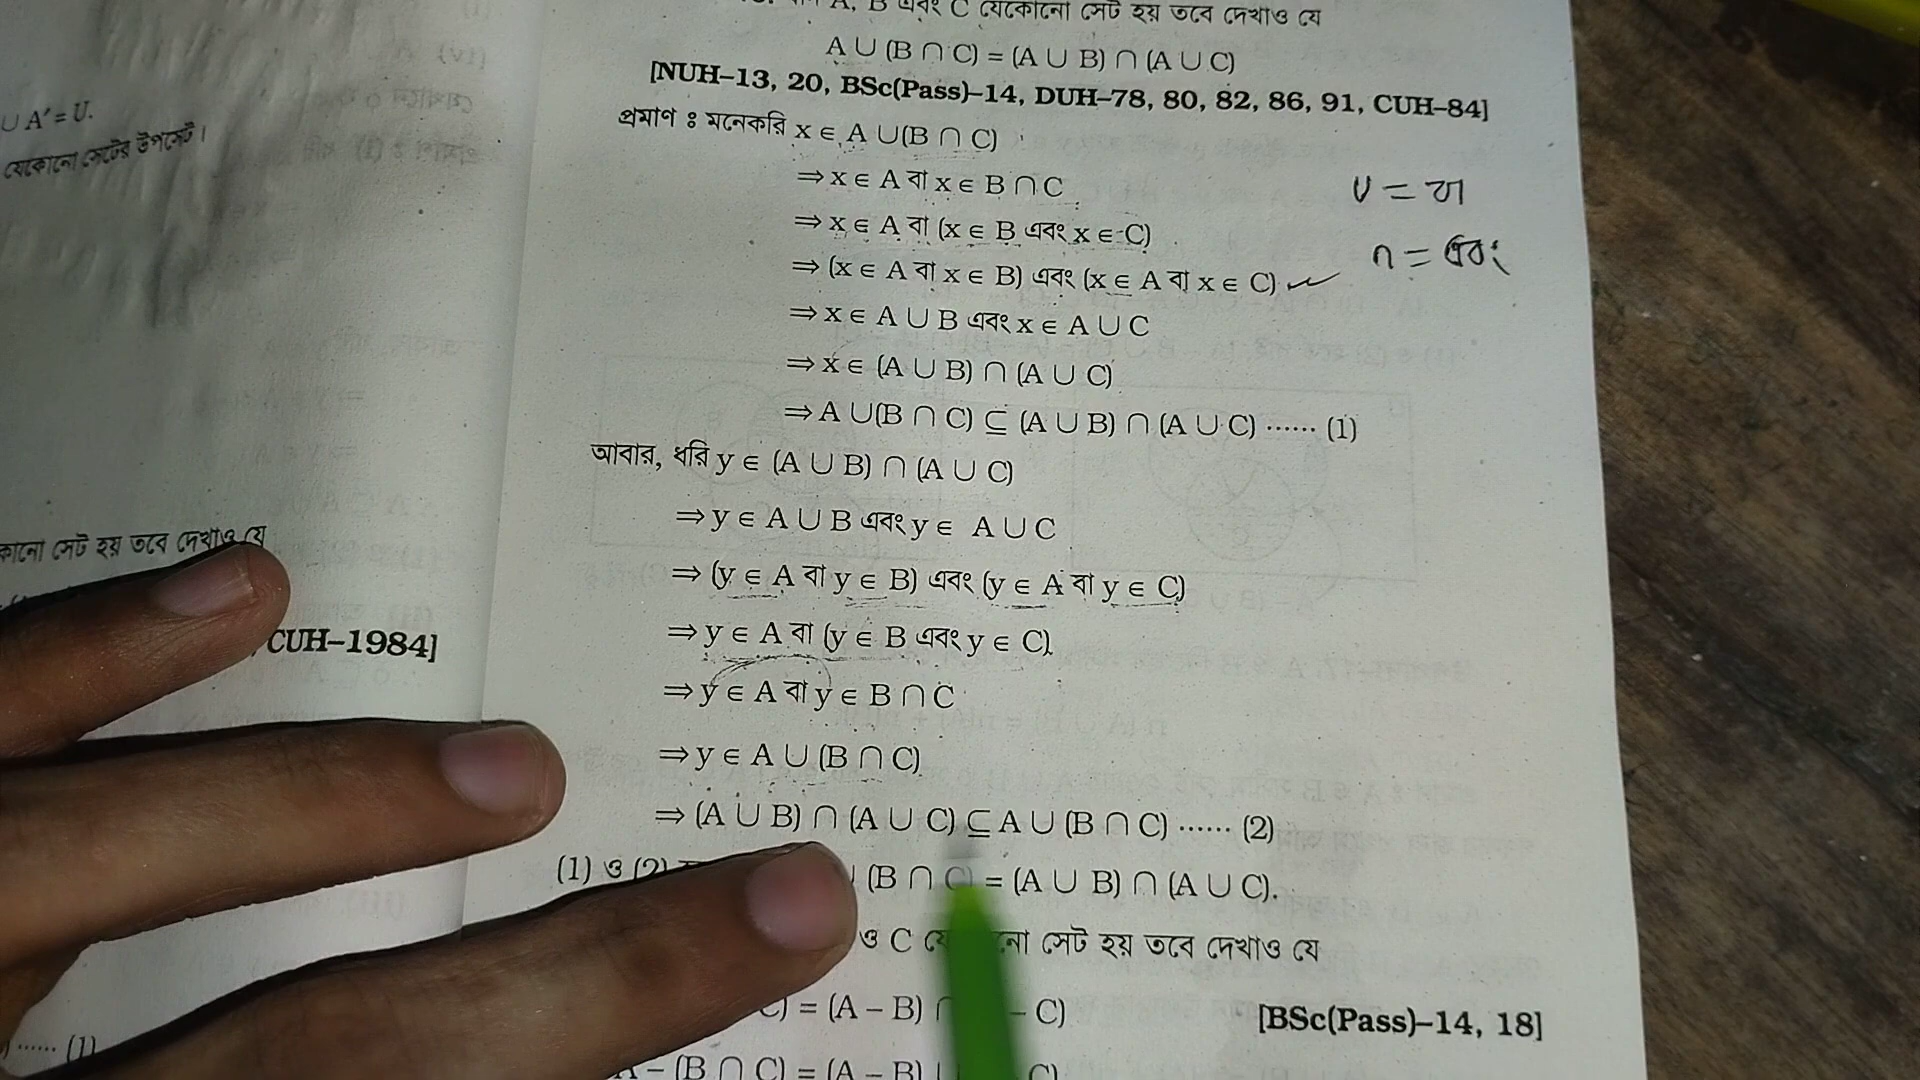 ∪ A′ = U.
যেকোনো সেটের উপসেট।
কোনো সেট হয় তবে দেখাও যে
CUH–1984]
...... (1)
A, B এবং C যেকোনো সেট হয় তবে দেখাও যে
A ∪ (B ∩ C) = (A ∪ B) ∩ (A ∪ C)
[NUH–13, 20, BSc(Pass)–14, DUH–78, 80, 82, 86, 91, CUH–84]
প্রমাণ ঃ মনেকরি x ∈ A ∪(B ∩ C)
⇒ x ∈ A বা x ∈ B ∩ C
⇒ x ∈ A বা (x ∈ B এবং x ∈ C)
⇒ (x ∈ A বা x ∈ B) এবং (x ∈ A বা x ∈ C)
⇒ x ∈ A ∪ B এবং x ∈ A ∪ C
⇒ x ∈ (A ∪ B) ∩ (A ∪ C)
⇒ A ∪(B ∩ C) ⊆ (A ∪ B) ∩ (A ∪ C) ...... (1)
∪ = বা
∩ = এবং
আবার, ধরি y ∈ (A ∪ B) ∩ (A ∪ C)
⇒ y ∈ A ∪ B এবং y ∈ A ∪ C
⇒ (y ∈ A বা y ∈ B) এবং (y ∈ A বা y ∈ C)
⇒ y ∈ A বা (y ∈ B এবং y ∈ C)
⇒ y ∈ A বা y ∈ B ∩ C
⇒ y ∈ A ∪ (B ∩ C)
⇒ (A ∪ B) ∩ (A ∪ C) ⊆ A ∪ (B ∩ C) ...... (2)
(1) ও (2) ∪ (B ∩ C) = (A ∪ B) ∩ (A ∪ C).
ও C সেট হয় তবে দেখাও যে
C) = (A – B) ∩ – C)
[BSc(Pass)–14, 18]
A – (B ∩ C) = (A – B) C)